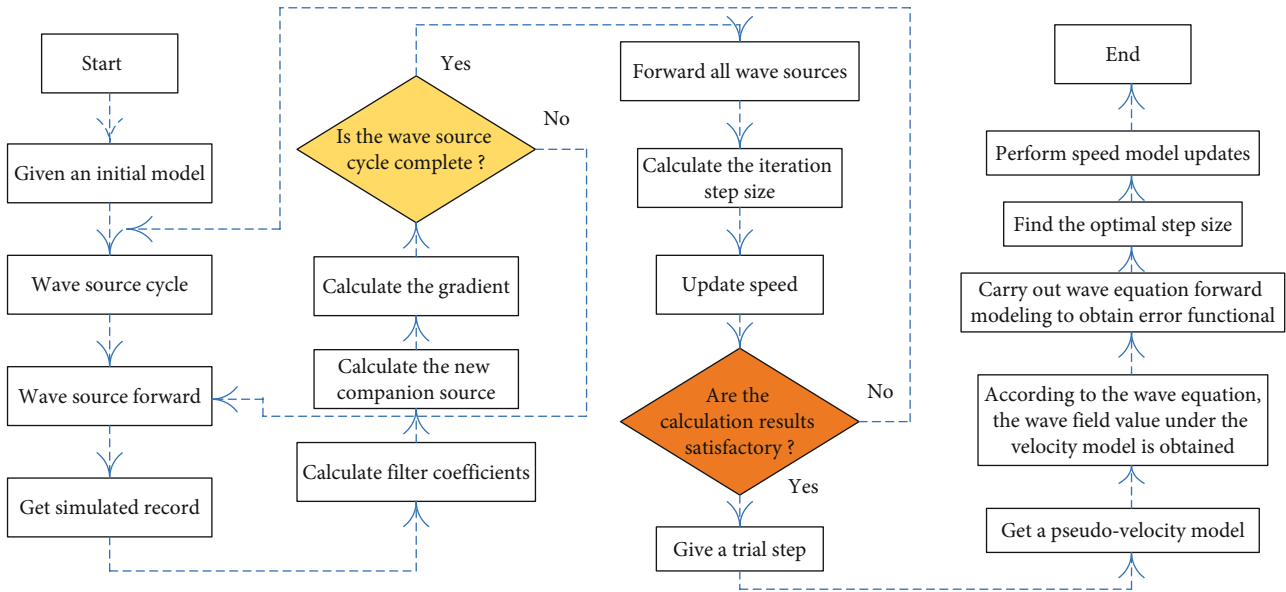 Start
Given an initial model
Wave source cycle
Wave source forward
Get simulated record
Yes
No
Is the wave source
cycle complete ?
Calculate the gradient
Calculate the new
companion source
Calculate filter coefficients
Forward all wave sources
Calculate the iteration
step size
Update speed
Are the
calculation results
satisfactory ?
No
Yes
Give a trial step
End
Perform speed model updates
Find the optimal step size
Carry out wave equation forward
modeling to obtain error functional
According to the wave equation,
the wave field value under the
velocity model is obtained
Get a pseudo-velocity model